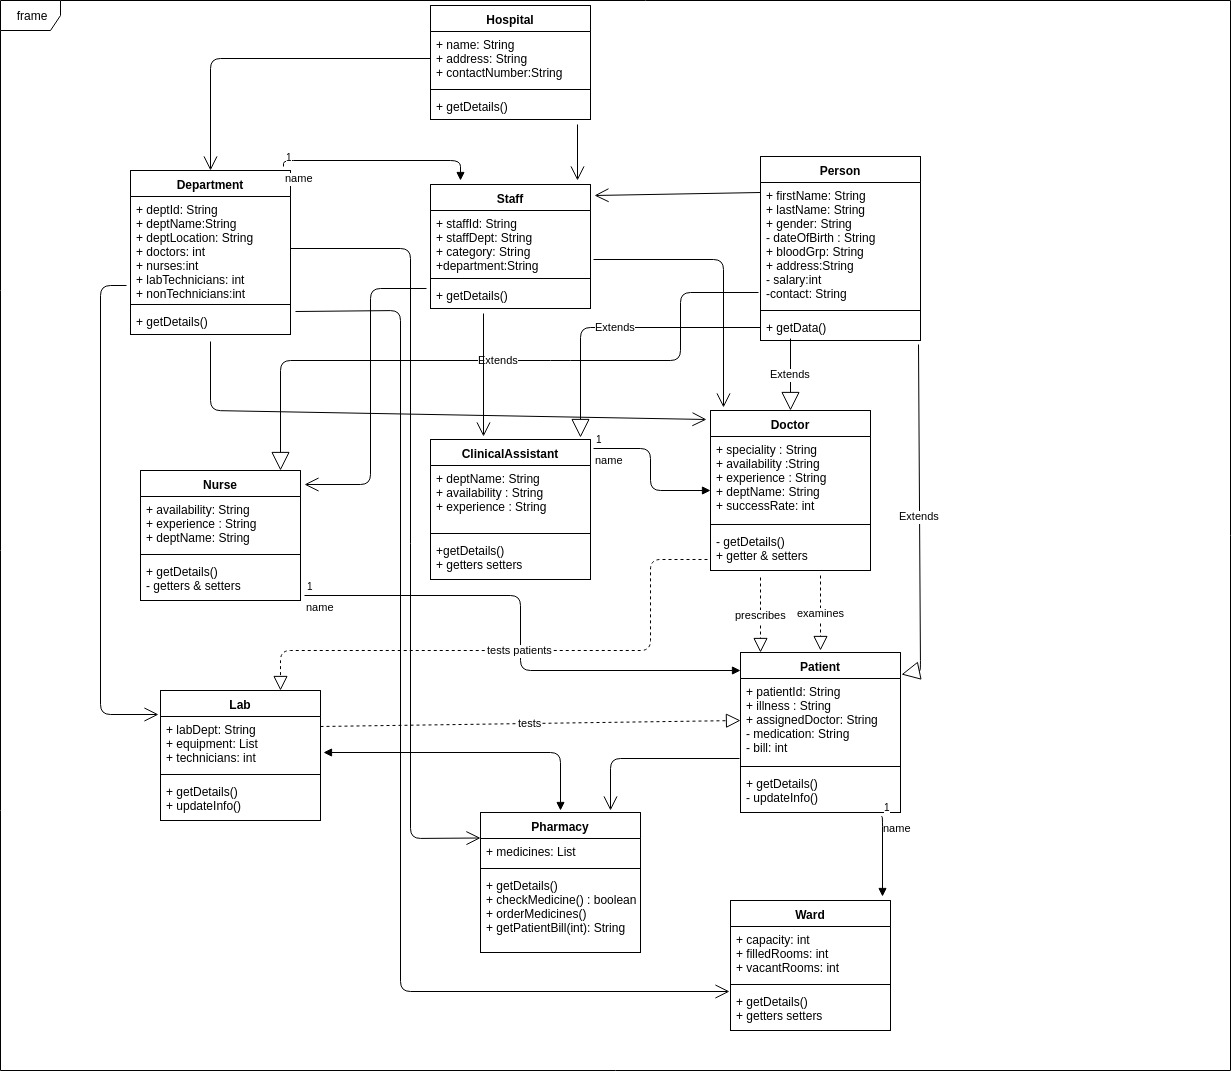 frame
Hospital
+ name: String
+ address: String
+ contactNumber:String
+ getDetails()
1
name
Department
+ deptId: String
+ deptName:String
+ deptLocation: String
+ doctors: int
+ nurses:int
+ labTechnicians: int
+ nonTechnicians:int
+ getDetails()
Staff
+ staffId: String
+ staffDept: String
+ category: String
+department:String
+ getDetails()
Person
+ firstName: String
+ lastName: String
+ gender: String
- dateOfBirth : String
+ bloodGrp: String
+ address:String
- salary:int
-contact: String
+ getData()
Extends
Extends
Extends
Extends
Doctor
+ speciality : String
+ availability :String
+ experience : String
+ deptName: String
+ successRate: int
- getDetails()
+ getter & setters
ClinicalAssistant
+ deptName: String
+ availability : String
+ experience : String
+getDetails()
+ getters setters
1
name
Nurse
+ availability: String
+ experience : String
+ deptName: String
+ getDetails()
- getters & setters
1
name
prescribes
examines
tests patients
Patient
+ patientId: String
+ illness : String
+ assignedDoctor: String
- medication: String
- bill: int
+ getDetails()
- updateInfo()
1
name
Lab
+ labDept: String
+ equipment: List
+ technicians: int
+ getDetails()
+ updateInfo()
tests
Pharmacy
+ medicines: List
+ getDetails()
+ checkMedicine() : boolean
+ orderMedicines()
+ getPatientBill(int): String
Ward
+ capacity: int
+ filledRooms: int
+ vacantRooms: int
+ getDetails()
+ getters setters